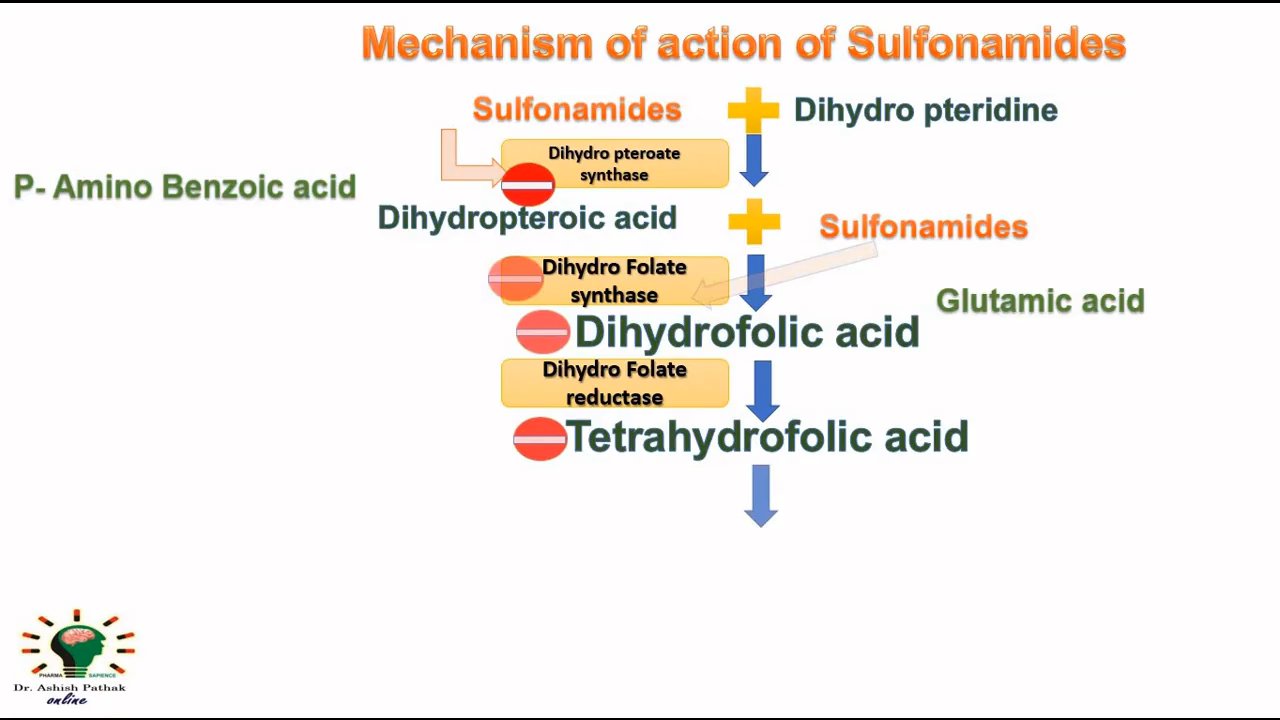 Mechanism of action of Sulfonamides
Sulfonamides
Dihydro pteridine
Dihydro pteroate
synthase
P- Amino Benzoic acid
Dihydropteroic acid
Sulfonamides
Dihydro Folate
synthase
Glutamic acid
Dihydrofolic acid
Dihydro Folate
reductase
Tetrahydrofolic acid
PHARMA SAPIENCE
Dr. Ashish Pathak
online